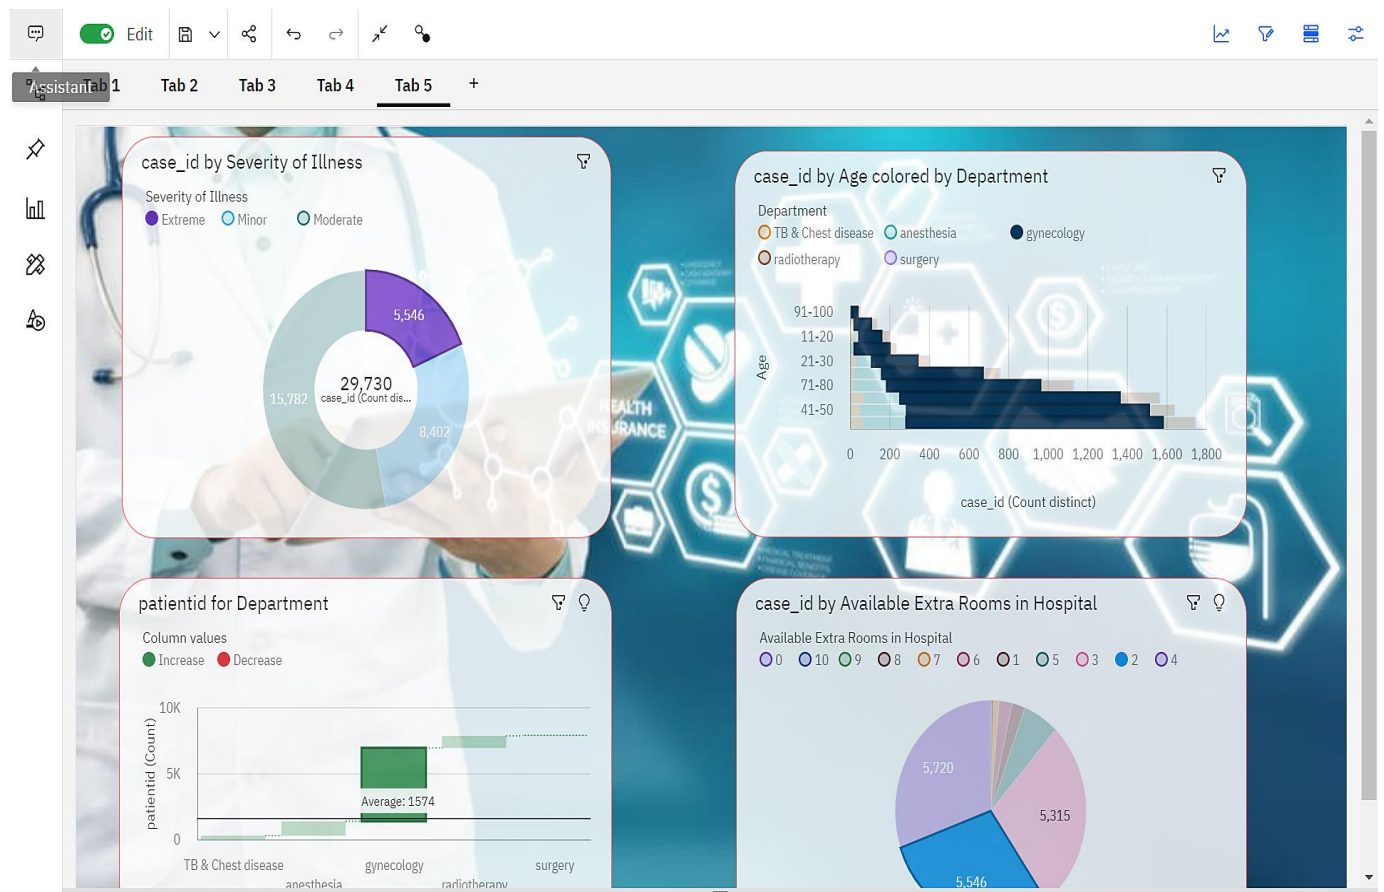 Edit
Assistant
Tab 1
Tab 2
Tab 3
Tab 4
Tab 5
+
case_id by Severity of Illness
Severity of Illness
Extreme
Minor
Moderate
5,546
29,730
case_id (Count dis...
15,782
8,402
case_id by Age colored by Department
Department
TB & Chest disease
anesthesia
gynecology
radiotherapy
surgery
Age
91-100
11-20
21-30
71-80
41-50
0 200 400 600 800 1,000 1,200 1,400 1,600 1,800
case_id (Count distinct)
HEALTH
INSURANCE
patientid for Department
Column values
Increase
Decrease
patientid (Count)
10K
5K
0
Average: 1574
TB & Chest disease
gynecology
surgery
anesthesia
radiotherapy
case_id by Available Extra Rooms in Hospital
Available Extra Rooms in Hospital
0 10 9 8 7 6 1 5 3 2 4
5,720
5,315
5,546